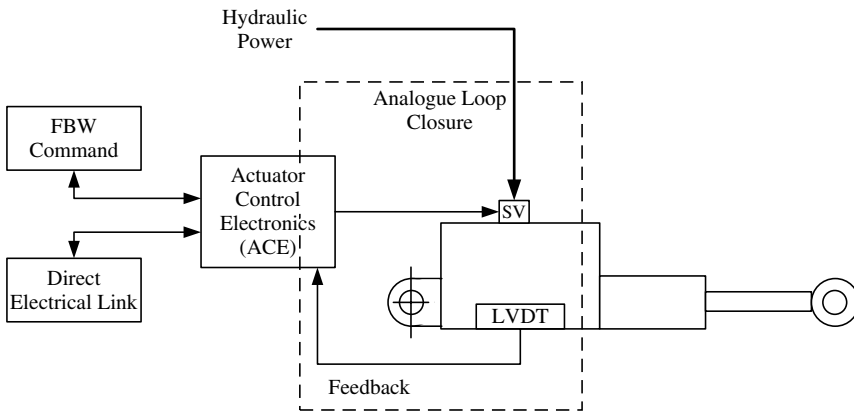 Hydraulic
Power
Analogue Loop
Closure
FBW
Command
Actuator
Control
Electronics
(ACE)
SV
Direct
Electrical Link
LVDT
Feedback